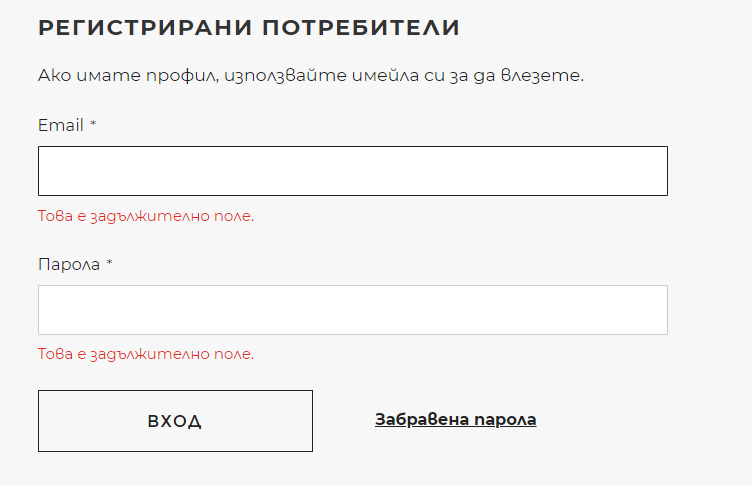 РЕГИСТРИРАНИ ПОТРЕБИТЕЛИ
Ако имате профил, използвайте имейла си за да влезете.
Email *
Това е задължително поле.
Парола *
Това е задължително поле.
ВХОД
Забравена парола